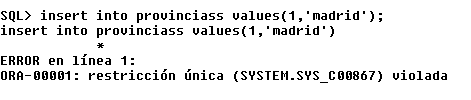 SQL> insert into provinciass values(1,'madrid');
insert into provinciass values(1,'madrid')
*
ERROR en línea 1:
ORA-00001: restricción única (SYSTEM.SYS_C00867) violada